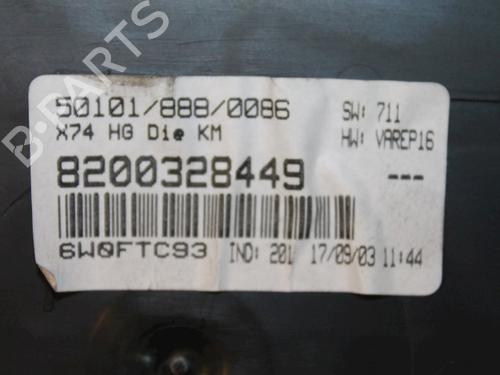 B-PARTS
50101/888/0086
SW: 711
X74 HG Die KM
HW: VAREP16
8200328449
---
6W0FTC93
IND: 201 17/09/03 11:44
B-PARTS